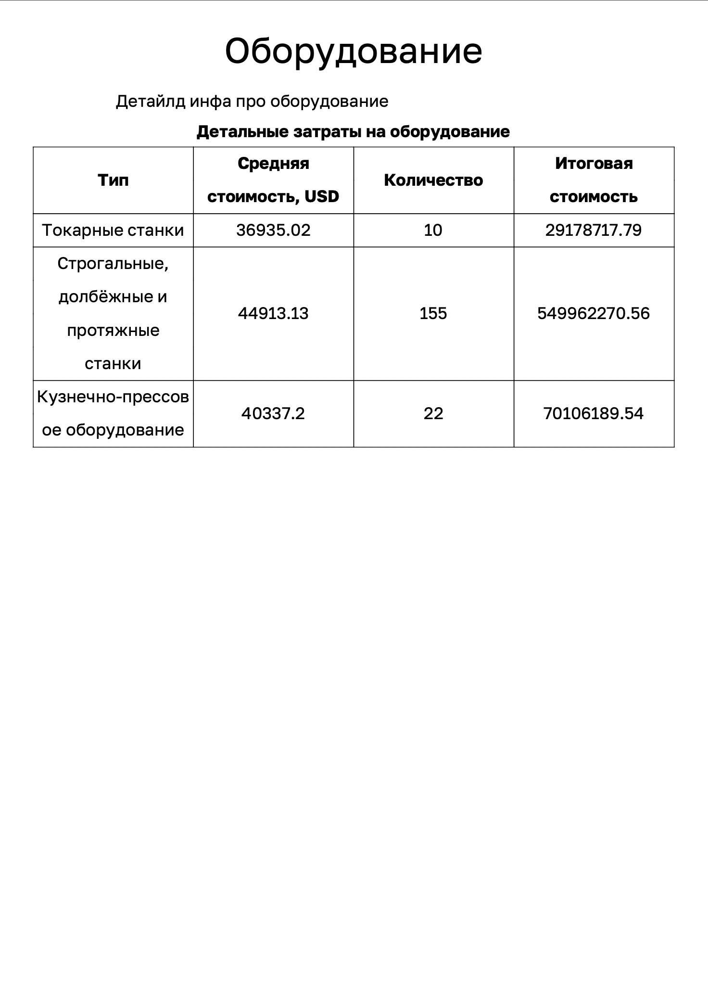 Оборудование
Детайлд инфа про оборудование
Детальные затраты на оборудование
Тип
Средняя
стоимость, USD
Количество
Итоговая
стоимость
Токарные станки
36935.02
10
29178717.79
Строгальные,
долбёжные и
протяжные
станки
44913.13
155
549962270.56
Кузнечно-прессов
ое оборудование
40337.2
22
70106189.54